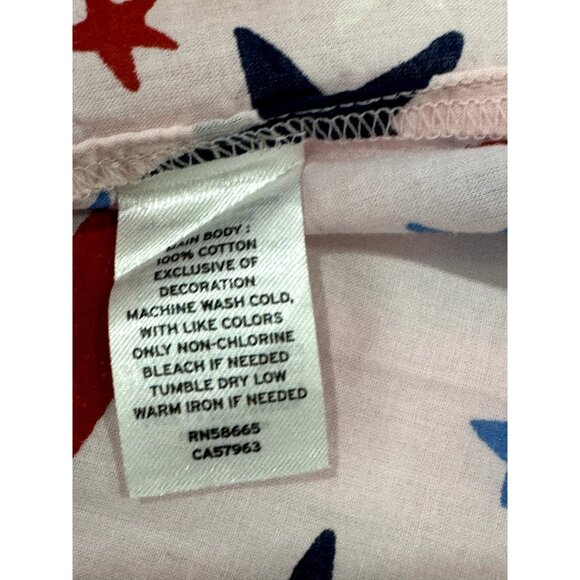 MAIN BODY :
100% COTTON
EXCLUSIVE OF
DECORATION
MACHINE WASH COLD,
WITH LIKE COLORS
ONLY NON-CHLORINE
BLEACH IF NEEDED
TUMBLE DRY LOW
WARM IRON IF NEEDED
RN58665
CA57963